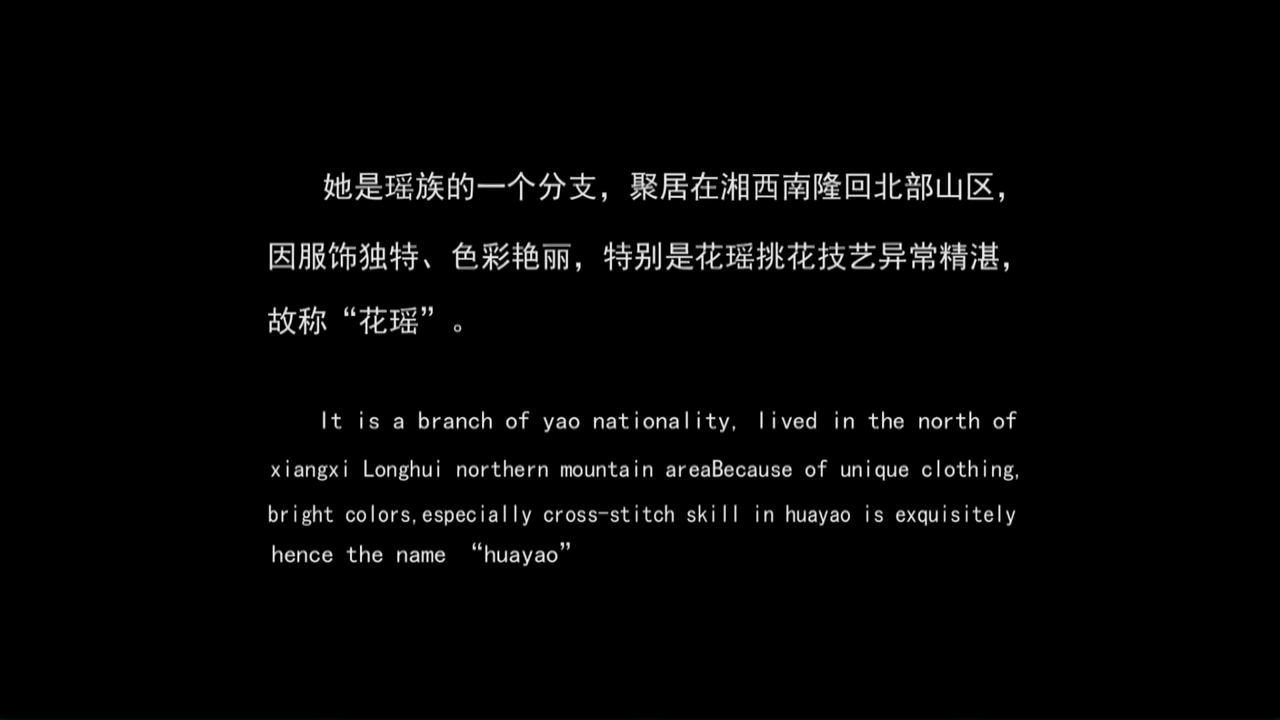 她是瑶族的一个分支，聚居在湘西南隆回北部山区，
因服饰独特、色彩艳丽，特别是花瑶挑花技艺异常精湛，
故称“花瑶”。
It is a branch of yao nationality, lived in the north of
xiangxi Longhui northern mountain areaBecause of unique clothing,
bright colors,especially cross-stitch skill in huayao is exquisitely
hence the name “huayao”